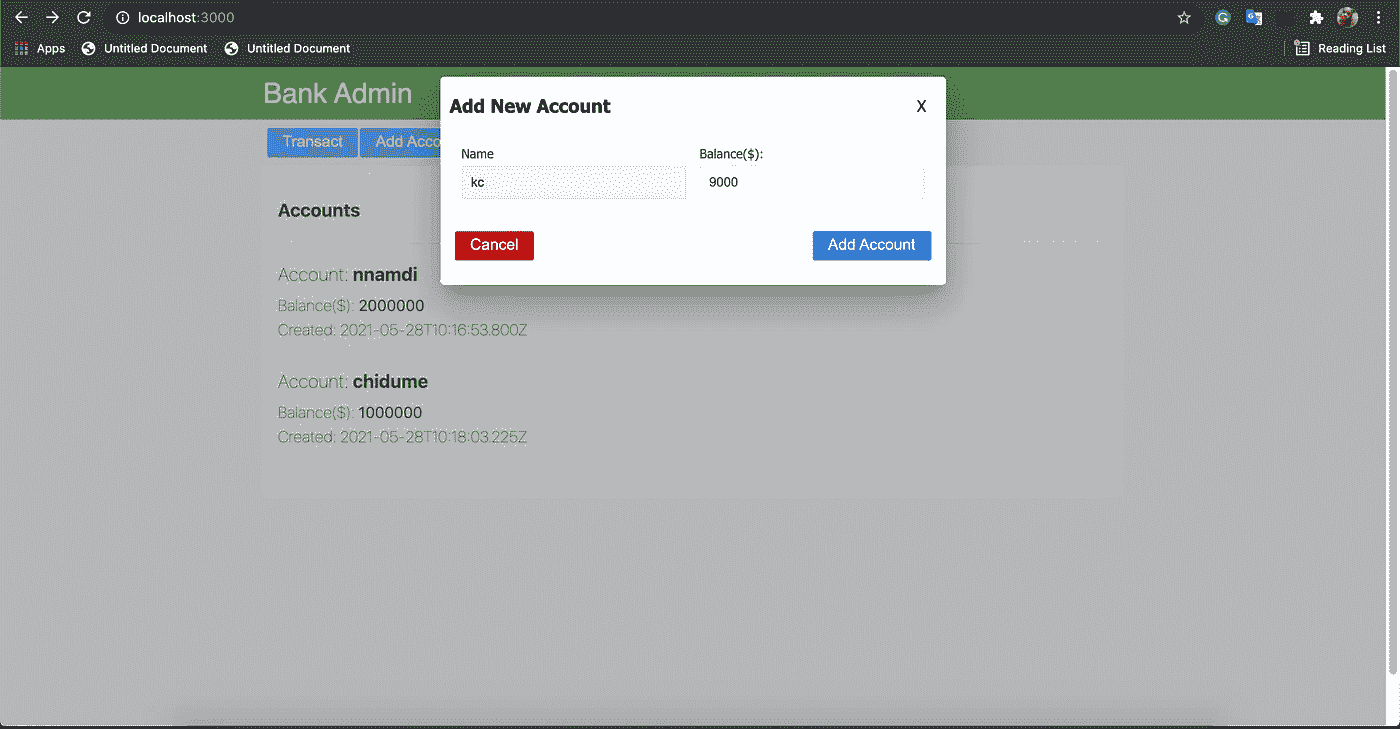 localhost:3000
Apps Untitled Document Untitled Document Reading List
Bank Admin
Add New Account X
Transact Add Acco
Name Balance($):
kc 9000
Cancel Add Account
Accounts
Account: nnamdi
Balance($): 2000000
Created: 2021-05-28T10:16:53.800Z
Account: chidume
Balance($): 1000000
Created: 2021-05-28T10:18:03.225Z